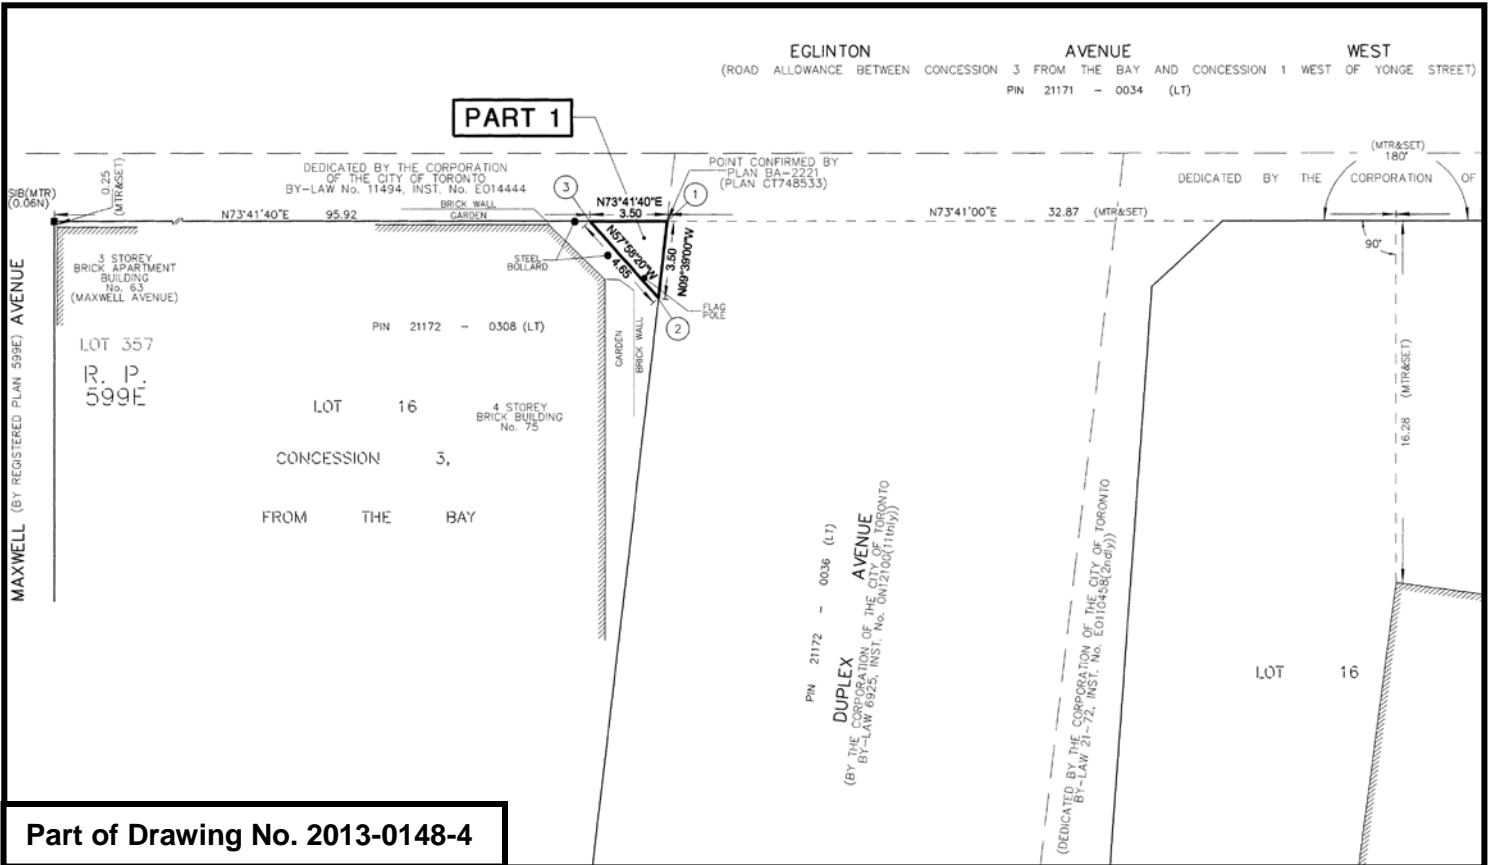 EGLINTON AVENUE WEST
(ROAD ALLOWANCE BETWEEN CONCESSION 3 FROM THE BAY AND CONCESSION 1 WEST OF YONGE STREET)
PIN 21171 - 0034 (LT)
PART 1
(MTR&SET)
180°
DEDICATED BY THE CORPORATION
OF THE CITY OF TORONTO
BY-LAW No. 11494, INST. No. EO14444
POINT CONFIRMED BY
PLAN BA-2221
(PLAN CT748533)
DEDICATED BY THE CORPORATION OF
SIB(MTR)
(0.06N)
0.25
(MTR&SET)
3
1
N73°41'40"E 95.92
BRICK WALL
GARDEN
N73°41'40"E
3.50
N73°41'00"E 32.87 (MTR&SET)
90°
N57°58'20"W
4.65
3.50
N09°39'00"W
STEEL
BOLLARD
FLAG
POLE
2
3 STOREY
BRICK APARTMENT
BUILDING
No. 63
(MAXWELL AVENUE)
PIN 21172 - 0308 (LT)
GARDEN
BRICK WALL
16.28 (MTR&SET)
MAXWELL (BY REGISTERED PLAN 599E) AVENUE
LOT 357
R. P.
599E
LOT 16
4 STOREY
BRICK BUILDING
No. 75
CONCESSION 3,
FROM THE BAY
PIN 21172 - 0036 (LT)
DUPLEX AVENUE
(BY THE CORPORATION OF THE CITY OF TORONTO
BY-LAW 6925, INST. No. ON12100(11thly))
(DEDICATED BY THE CORPORATION OF THE CITY OF TORONTO
BY-LAW 21-72, INST. No. EO110458(2ndly))
LOT 16
Part of Drawing No. 2013-0148-4